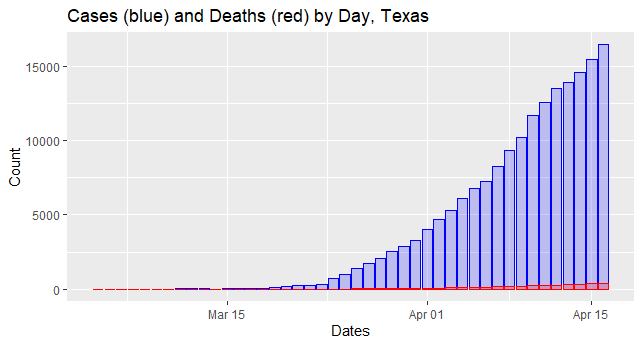 Cases (blue) and Deaths (red) by Day, Texas
Count
15000
10000
5000
0
Mar 15
Apr 01
Apr 15
Dates